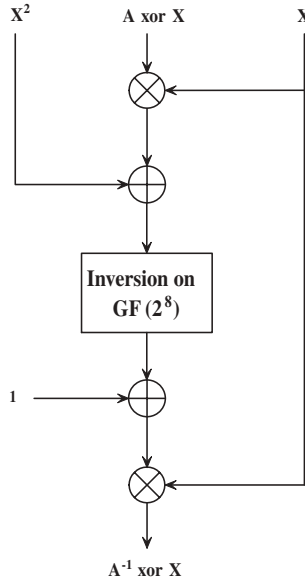 X² A xor X X
Inversion on
GF (2⁸)
1
A⁻¹ xor X